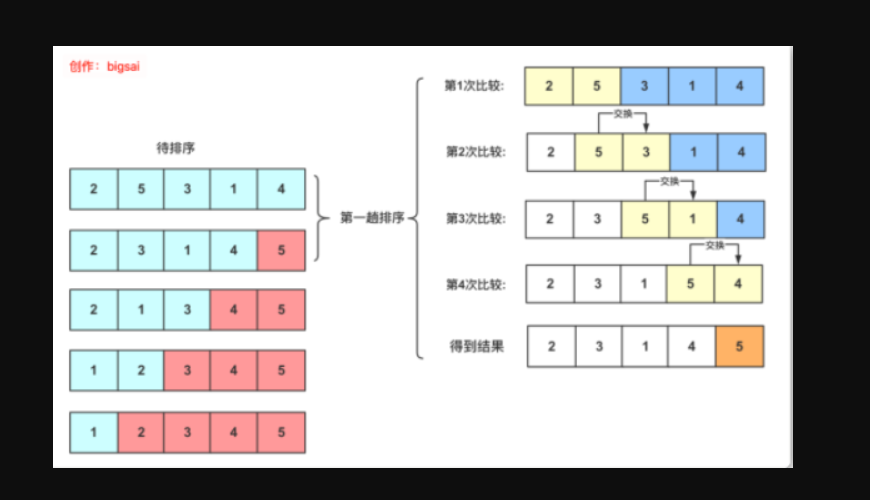 创作：bigsai
待排序
2 5 3 1 4
2 3 1 4 5
2 1 3 4 5
1 2 3 4 5
1 2 3 4 5
第一趟排序
第1次比较:
2 5 3 1 4
交换
第2次比较:
2 5 3 1 4
交换
第3次比较:
2 3 5 1 4
交换
第4次比较:
2 3 1 5 4
得到结果
2 3 1 4 5